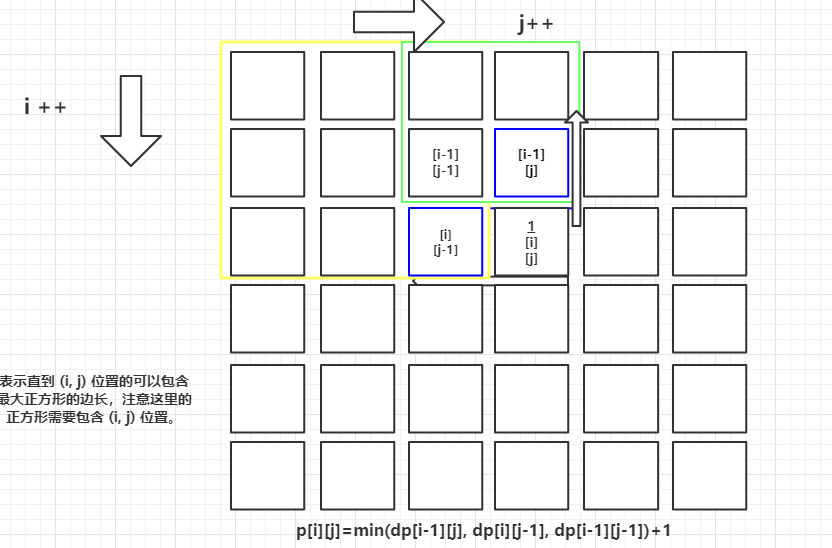 j++
i ++
[i-1]
[j-1]
[i-1]
[j]
[i]
[j-1]
1
[i]
[j]
表示直到 (i, j) 位置的可以包含
最大正方形的边长，注意这里的
正方形需要包含 (i, j) 位置。
p[i][j]=min(dp[i-1][j], dp[i][j-1], dp[i-1][j-1])+1